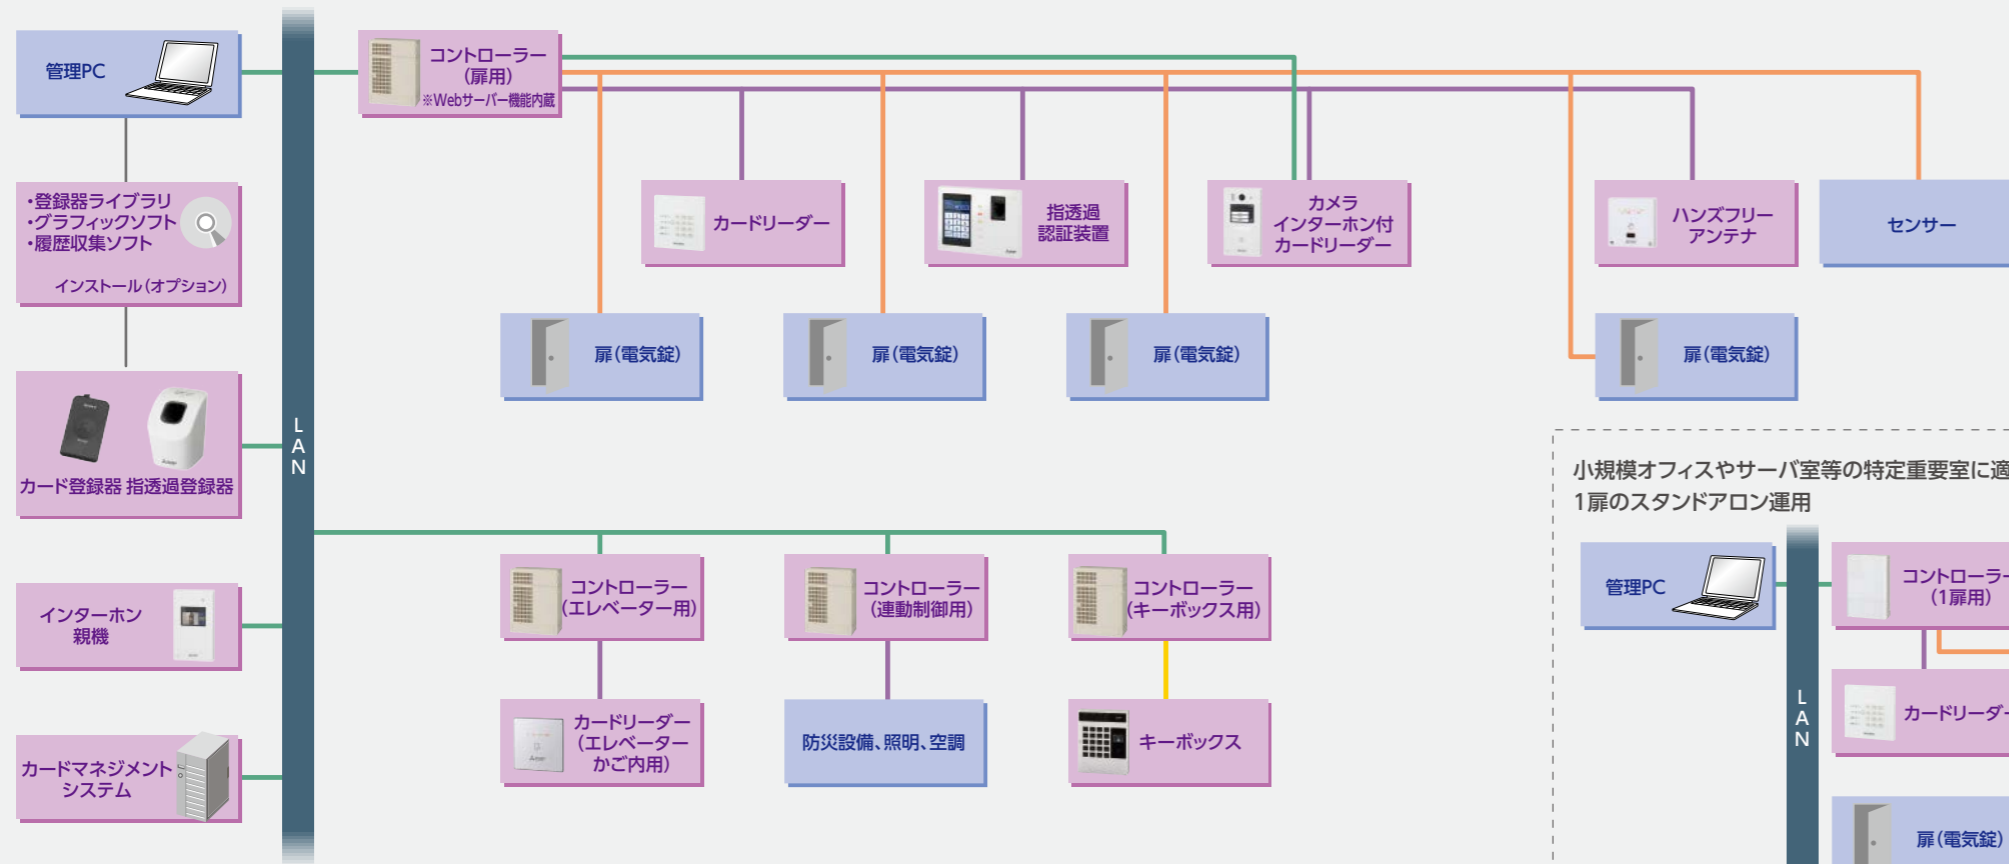 管理PC
・登録器ライブラリ
・グラフィックソフト
・履歴収集ソフト
インストール（オプション）
カード登録器 指透過登録器
インターホン
親機
カードマネジメント
システム
LAN
コントローラー
（扉用）
※Webサーバー機能内蔵
カードリーダー
指透過
認証装置
カメラ
インターホン付
カードリーダー
ハンズフリー
アンテナ
センサー
扉（電気錠）
扉（電気錠）
扉（電気錠）
扉（電気錠）
コントローラー
（エレベーター用）
コントローラー
（連動制御用）
コントローラー
（キーボックス用）
カードリーダー
（エレベーター
かご内用）
防災設備、照明、空調
キーボックス
小規模オフィスやサーバ室等の特定重要室に適
1扉のスタンドアロン運用
管理PC
LAN
コントローラー
（1扉用）
カードリーダー
扉（電気錠）